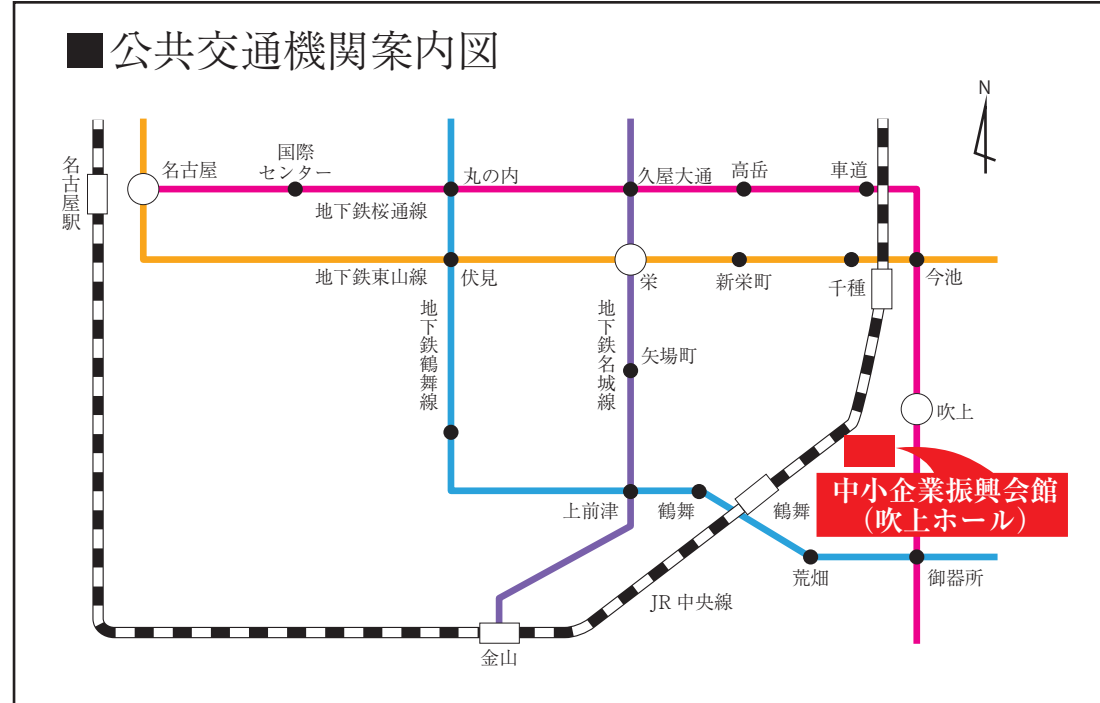 ■公共交通機関案内図
N
名古屋駅
名古屋
国際
センター
丸の内
久屋大通
高岳
車道
地下鉄桜通線
地下鉄東山線
伏見
栄
新栄町
千種
今池
地下鉄鶴舞線
地下鉄名城線
矢場町
吹上
中小企業振興会館
（吹上ホール）
上前津
鶴舞
鶴舞
荒畑
御器所
JR 中央線
金山